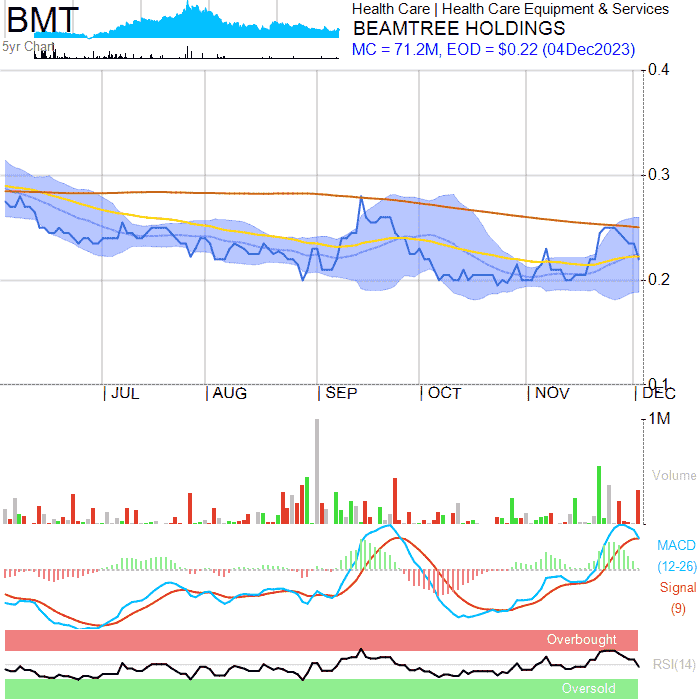 BMT
5yr Chart
Health Care | Health Care Equipment & Services
BEAMTREE HOLDINGS
MC = 71.2M, EOD = $0.22 (04Dec2023)
0.4
0.3
0.2
0.1
JUL
AUG
SEP
OCT
NOV
DEC
1M
Volume
MACD
(12-26)
Signal
(9)
Overbought
RSI(14)
Oversold